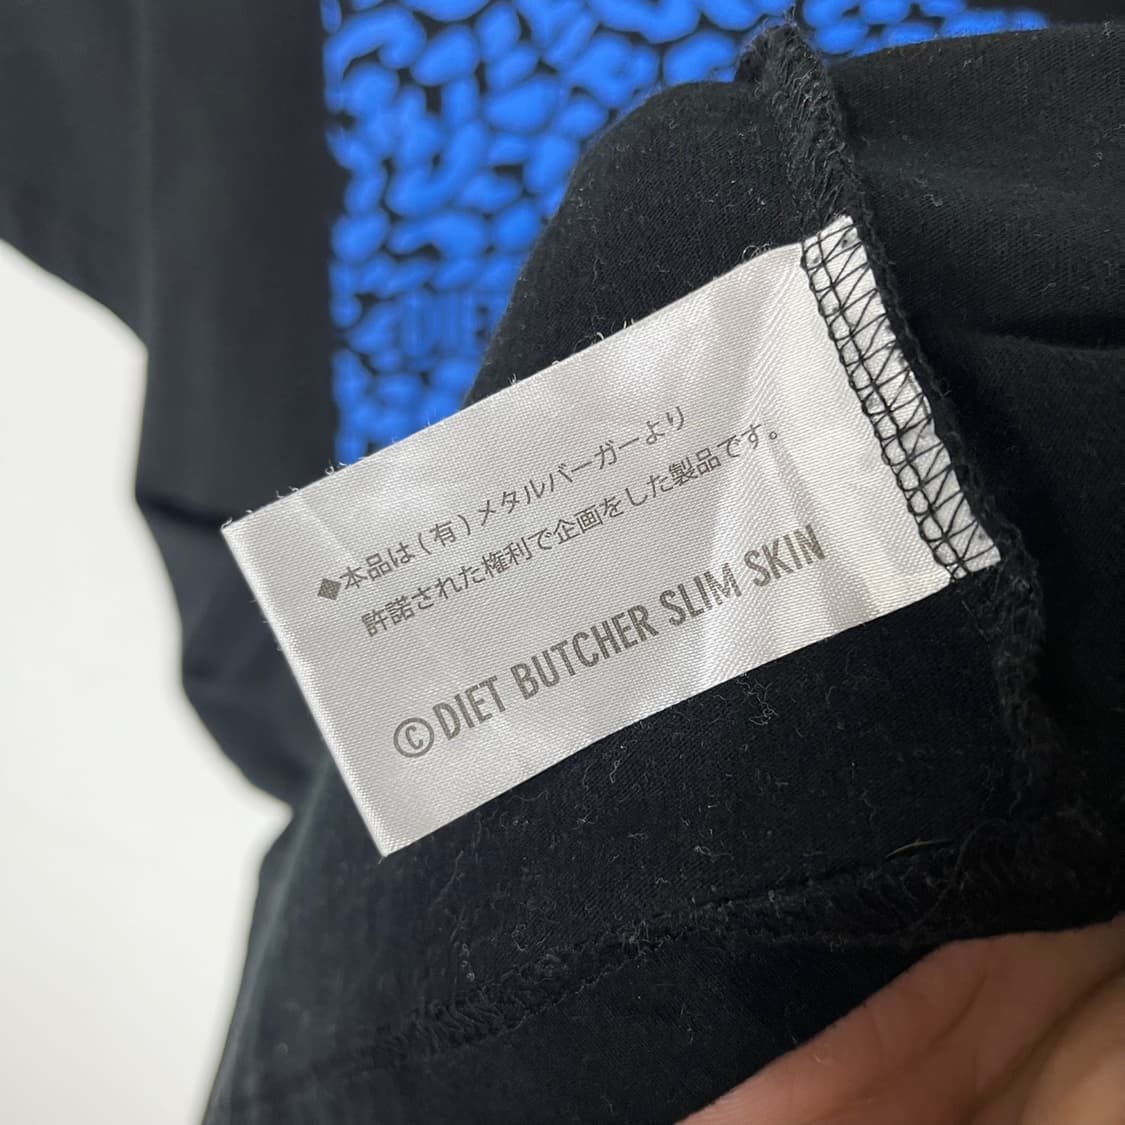 ◆本品は(有)メタルバーガーより
許諾された権利で企画をした製品です。
©DIET BUTCHER SLIM SKIN
DIET